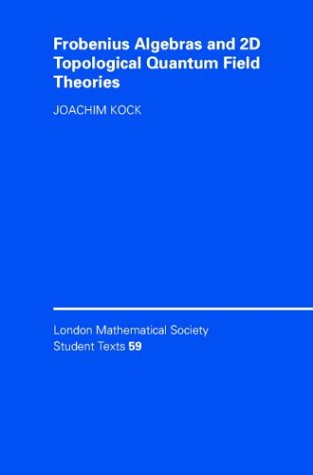 Frobenius Algebras and 2D
Topological Quantum Field
Theories
JOACHIM KOCK
London Mathematical Society
Student Texts 59